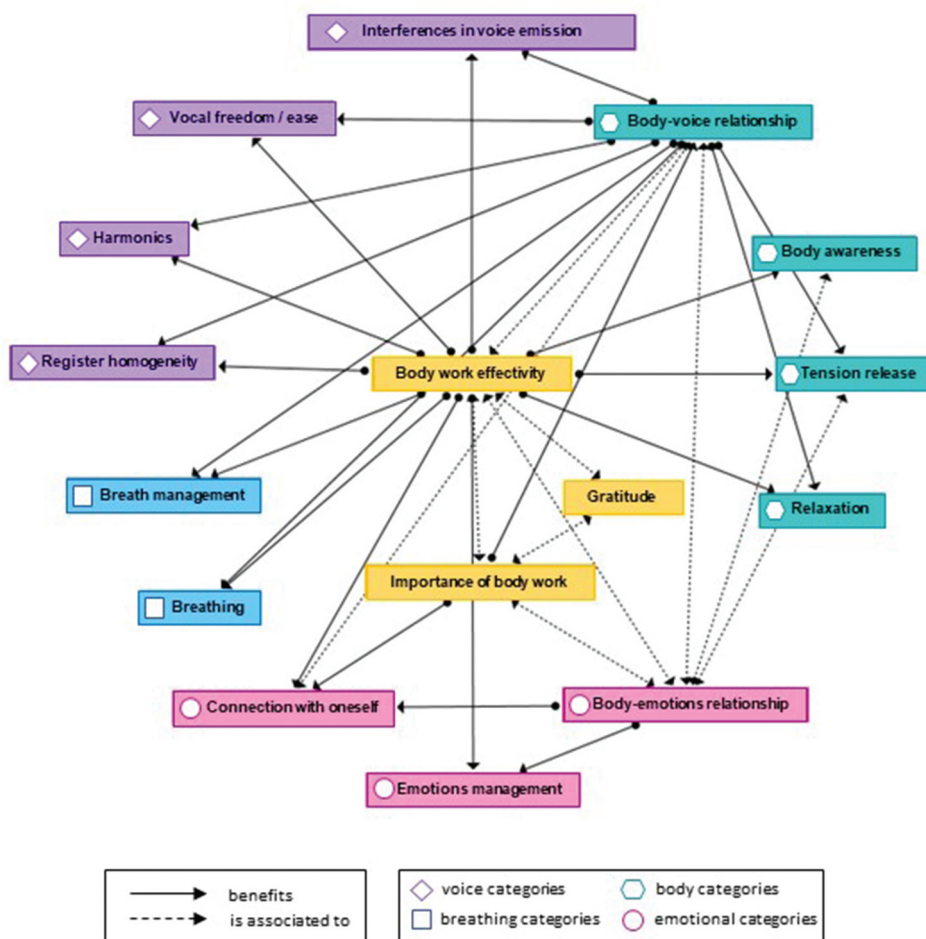 Interferences in voice emission
Vocal freedom / ease
Body-voice relationship
Harmonics
Body awareness
Register homogeneity
Body work effectivity
Tension release
Breath management
Gratitude
Relaxation
Importance of body work
Breathing
Connection with oneself
Body-emotions relationship
Emotions management
benefits
is associated to
voice categories
body categories
breathing categories
emotional categories